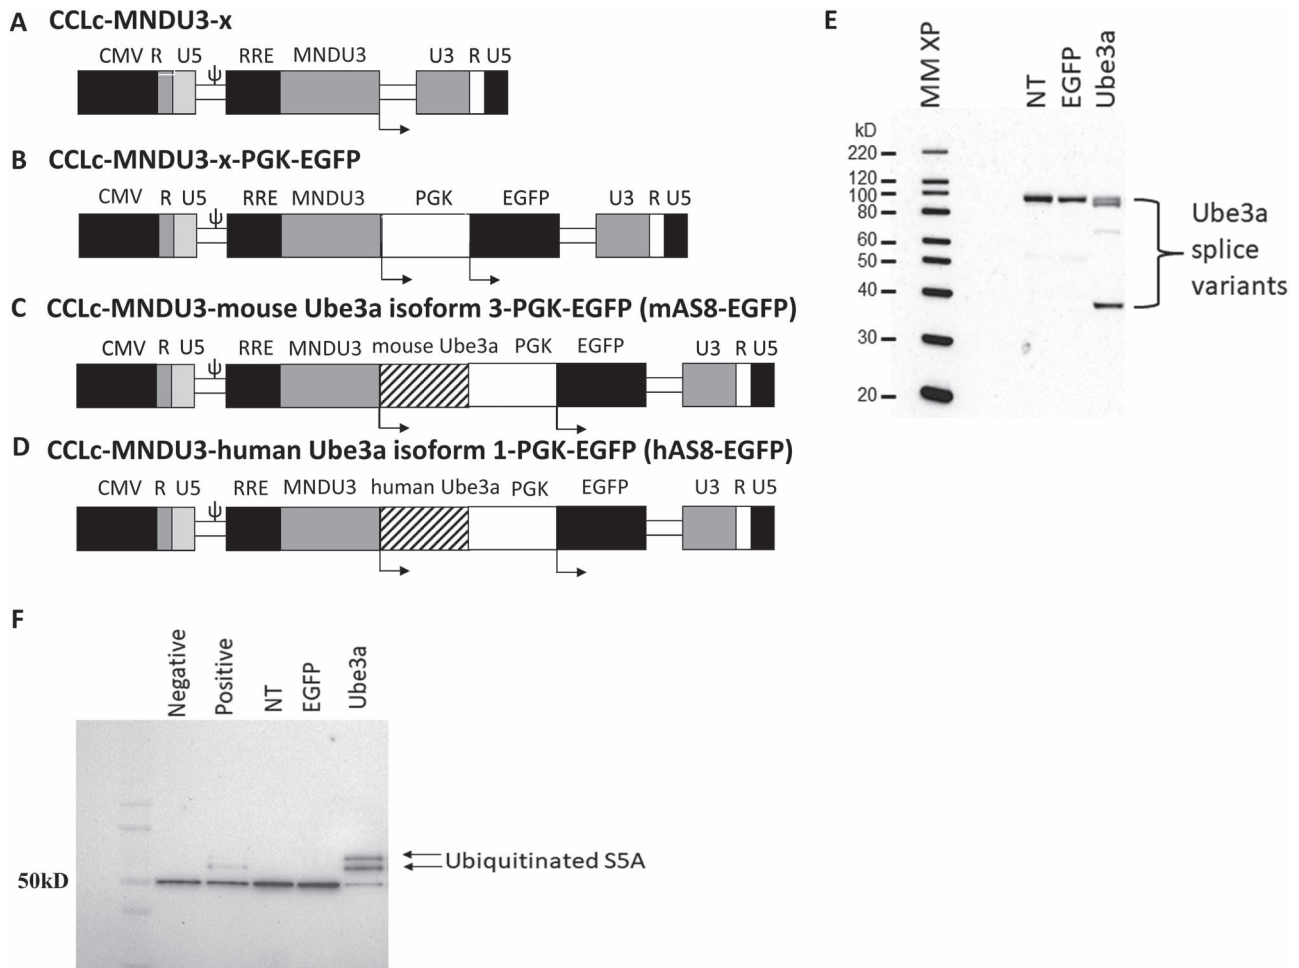 A CCLc-MNDU3-x
CMV R U5 ψ RRE MNDU3 U3 R U5
B CCLc-MNDU3-x-PGK-EGFP
CMV R U5 ψ RRE MNDU3 PGK EGFP U3 R U5
C CCLc-MNDU3-mouse Ube3a isoform 3-PGK-EGFP (mAS8-EGFP)
CMV R U5 ψ RRE MNDU3 mouse Ube3a PGK EGFP U3 R U5
D CCLc-MNDU3-human Ube3a isoform 1-PGK-EGFP (hAS8-EGFP)
CMV R U5 ψ RRE MNDU3 human Ube3a PGK EGFP U3 R U5
E
MM XP
NT
EGFP
Ube3a
kD
220
120
100
80
60
50
40
30
20
Ube3a
splice
variants
F
Negative
Positive
NT
EGFP
Ube3a
50kD
Ubiquitinated S5A